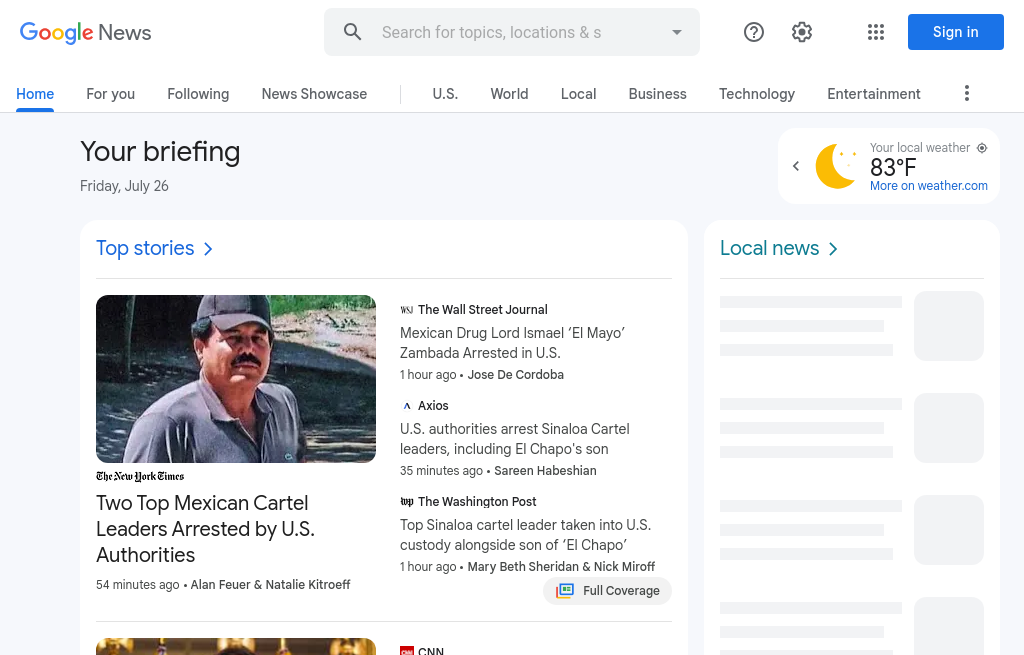 Google News
Search for topics, locations & s
Sign in
Home
For you
Following
News Showcase
U.S.
World
Local
Business
Technology
Entertainment
Your briefing
Friday, July 26
Your local weather
83°F
More on weather.com
Top stories
The New York Times
Two Top Mexican Cartel
Leaders Arrested by U.S.
Authorities
54 minutes ago • Alan Feuer & Natalie Kitroeff
WSJ The Wall Street Journal
Mexican Drug Lord Ismael ‘El Mayo’
Zambada Arrested in U.S.
1 hour ago • Jose De Cordoba
Axios
U.S. authorities arrest Sinaloa Cartel
leaders, including El Chapo's son
35 minutes ago • Sareen Habeshian
wp The Washington Post
Top Sinaloa cartel leader taken into U.S.
custody alongside son of ‘El Chapo’
1 hour ago • Mary Beth Sheridan & Nick Miroff
Full Coverage
CNN CNN
Local news